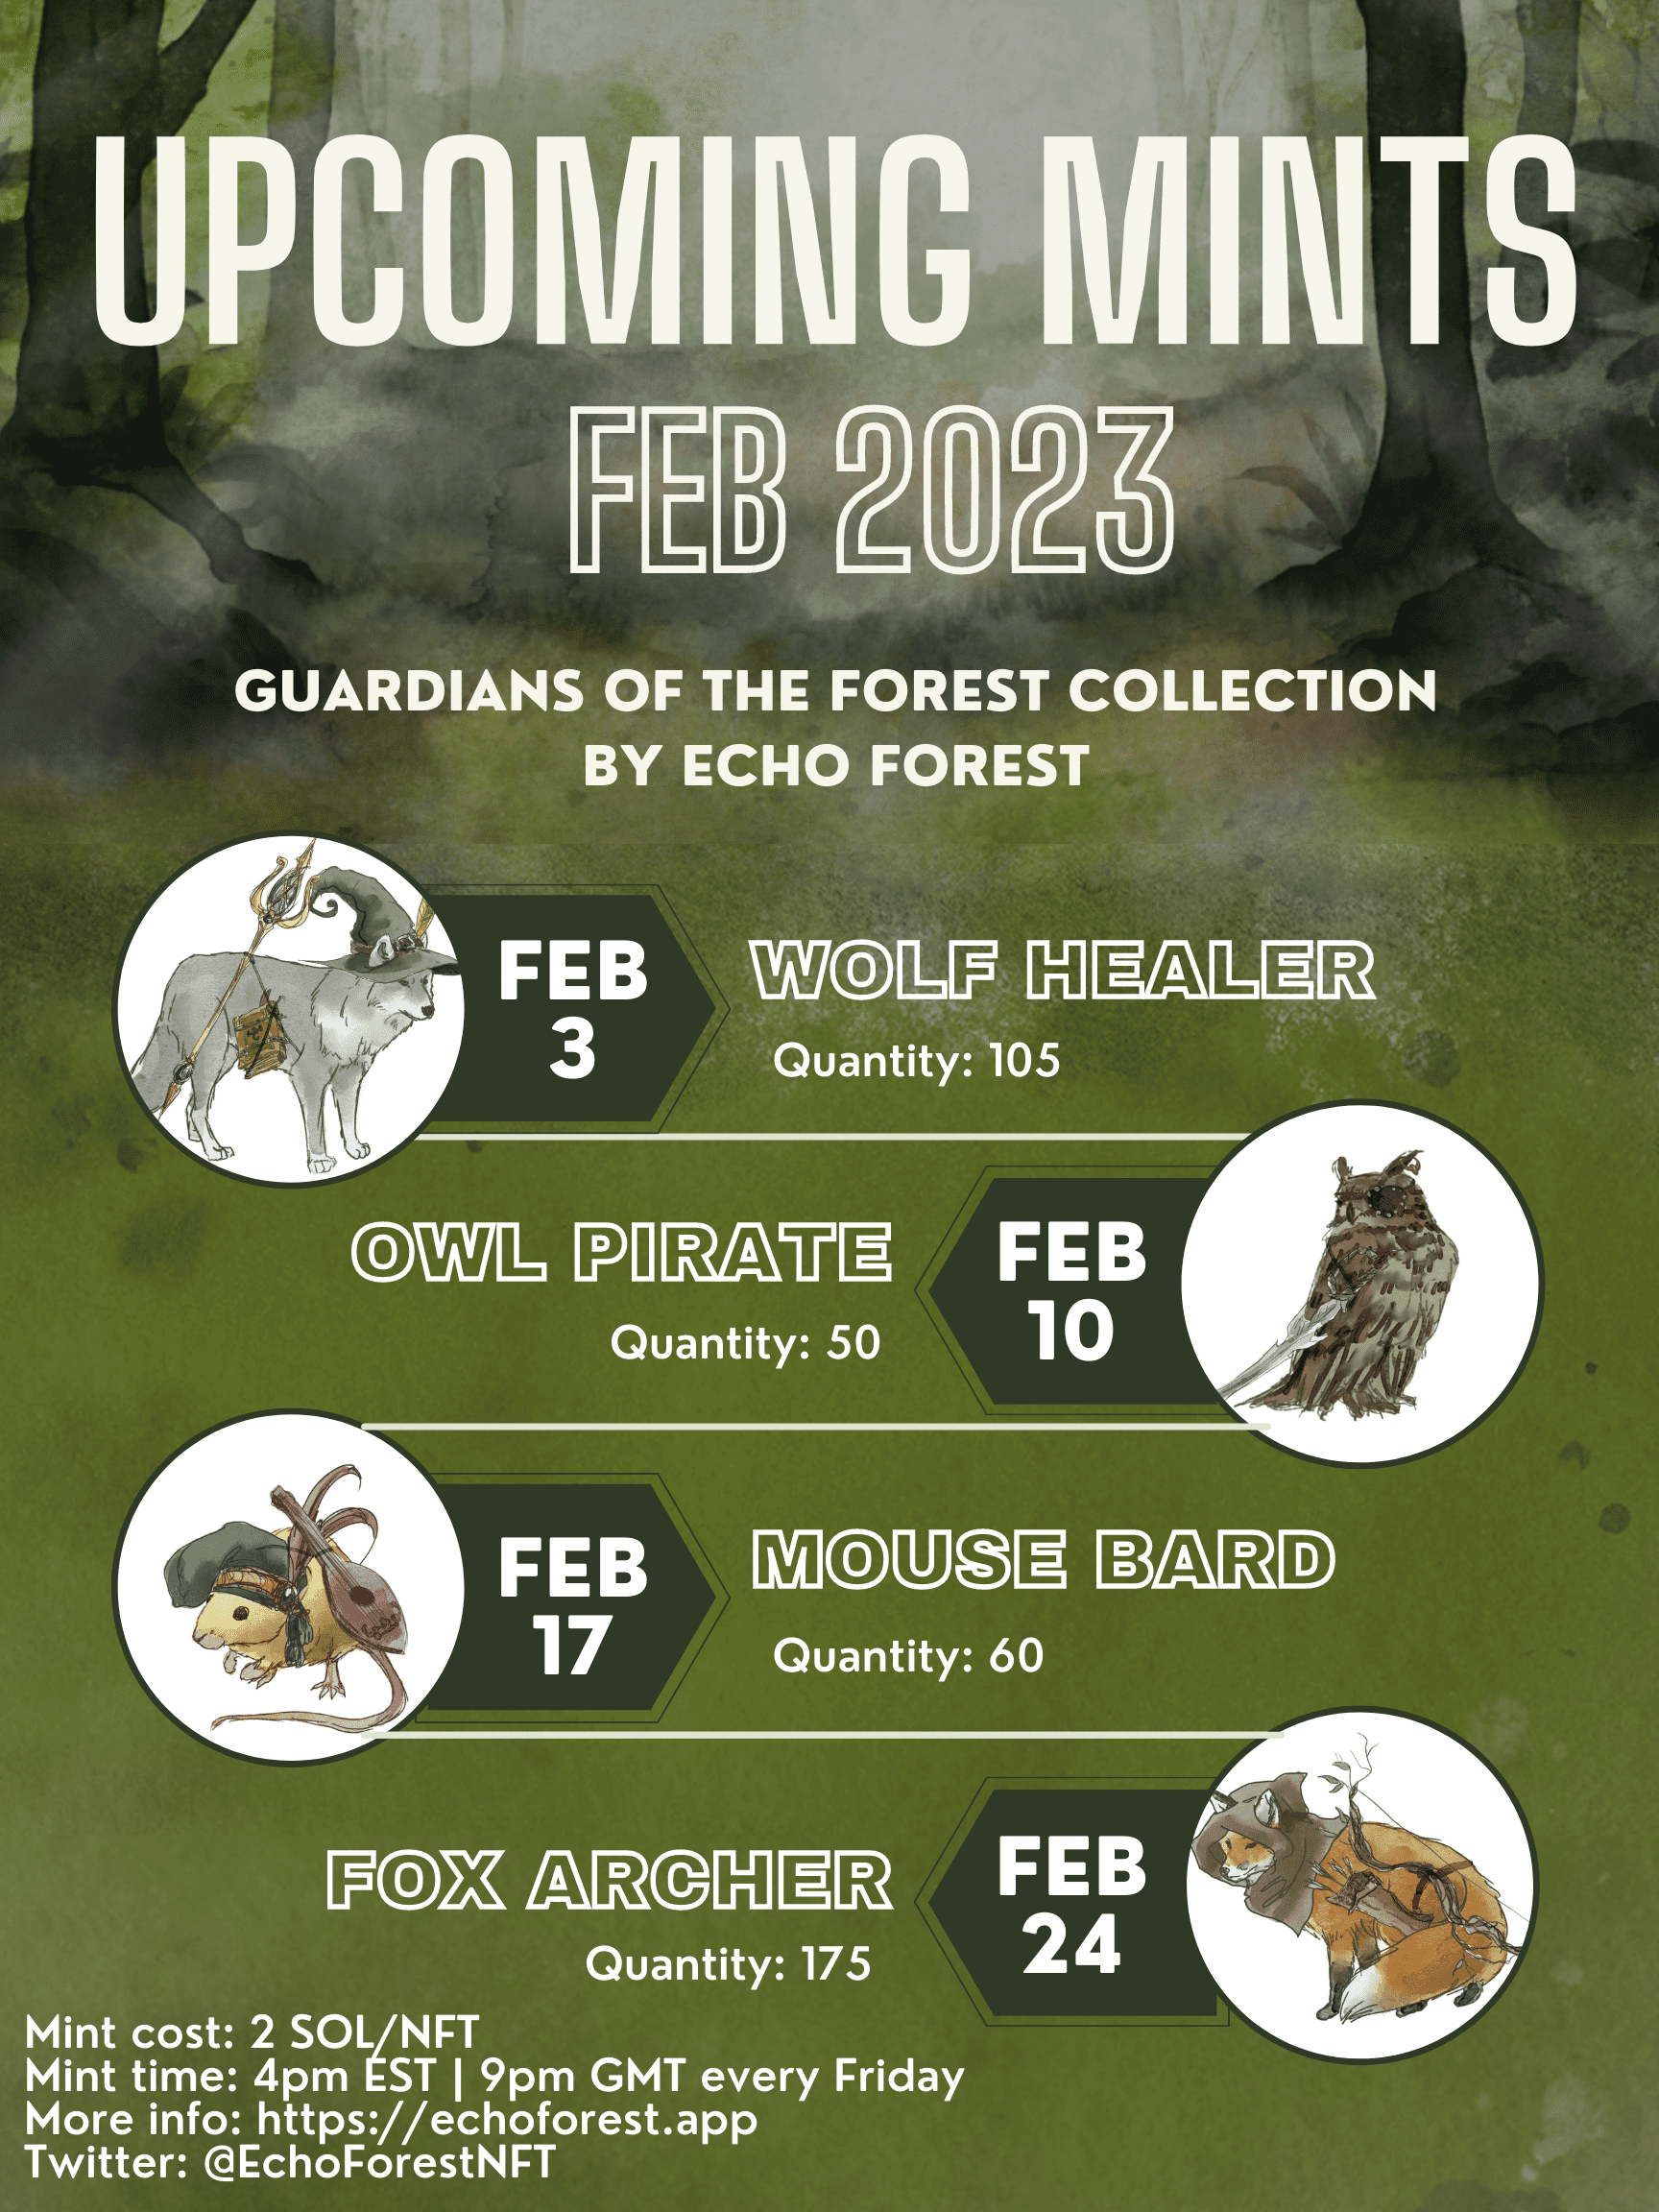 UPCOMING MINTS
FEB 2023
GUARDIANS OF THE FOREST COLLECTION
BY ECHO FOREST
FEB
3
WOLF HEALER
Quantity: 105
OWL PIRATE
Quantity: 50
FEB
10
FEB
17
MOUSE BARD
Quantity: 60
FOX ARCHER
Quantity: 175
FEB
24
Mint cost: 2 SOL/NFT
Mint time: 4pm EST | 9pm GMT every Friday
More info: https://echoforest.app
Twitter: @EchoForestNFT